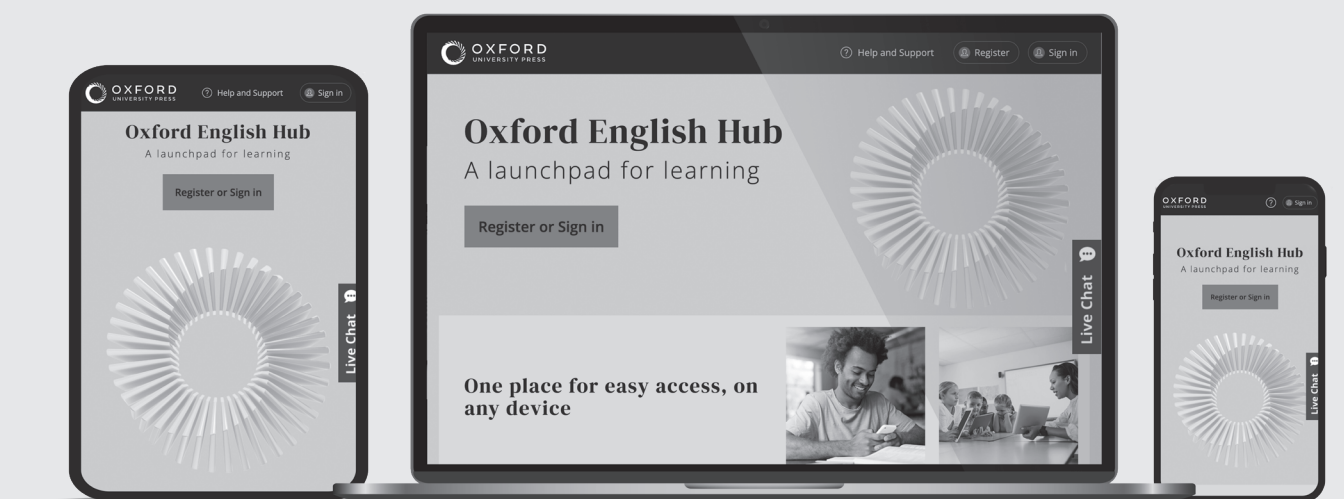 OXFORD
UNIVERSITY PRESS
Help and Support
Sign in
Oxford English Hub
A launchpad for learning
Register or Sign in
Live Chat
OXFORD
UNIVERSITY PRESS
Help and Support
Register
Sign in
Oxford English Hub
A launchpad for learning
Register or Sign in
Live Chat
One place for easy access, on
any device
OXFORD
UNIVERSITY PRESS
Sign in
Oxford English Hub
A launchpad for learning
Register or Sign in
Live Chat